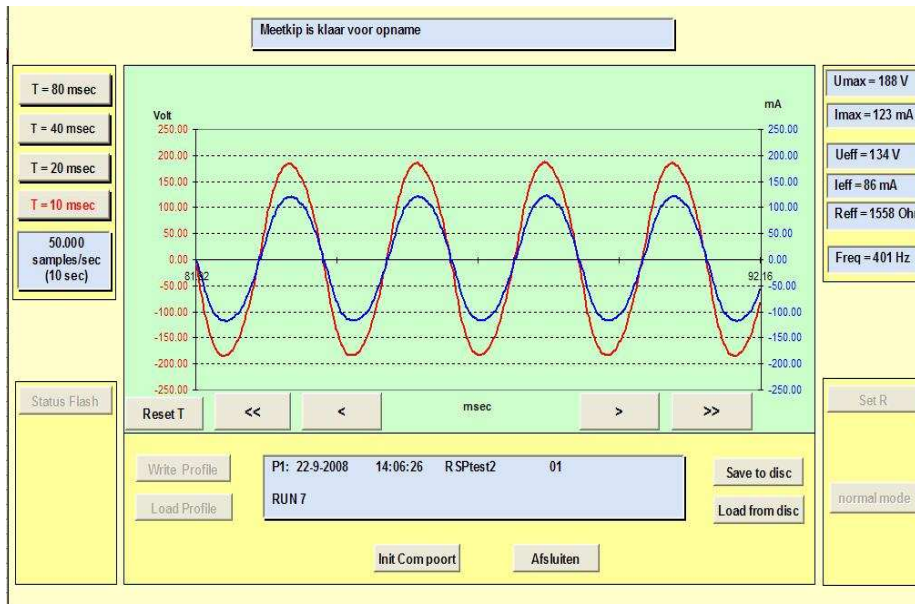 Meetkip is klaar voor opname
T = 80 msec
T = 40 msec
T = 20 msec
T = 10 msec
50.000
samples/sec
(10 sec)
Status Flash
Volt
mA
250.00
200.00
150.00
100.00
50.00
0.00
-50.00
-100.00
-150.00
-200.00
-250.00
250.00
200.00
150.00
100.00
50.00
0.00
-50.00
-100.00
-150.00
-200.00
-250.00
92.16
msec
Reset T
<<
<
>
>>
Umax = 188 V
Imax = 123 mA
Ueff = 134 V
Ieff = 86 mA
Reff = 1558 Oh
Freq = 401 Hz
Set R
normal mode
Write Profile
Load Profile
P1: 22-9-2008 14:06:26 RSPtest2 01
RUN 7
Save to disc
Load from disc
Init Compoort
Afsluiten